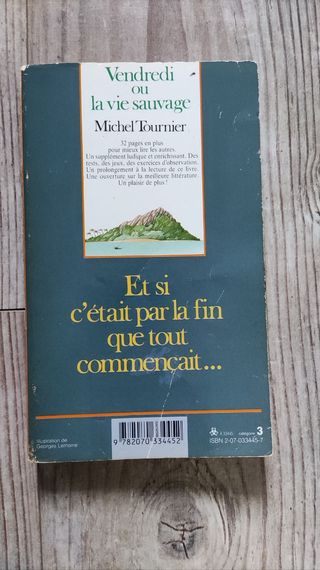 Vendredi
ou
la vie sauvage
Michel Tournier
32 pages en plus
pour mieux lire les autres.
Un supplément ludique et enrichissant. Des
tests, des jeux, des exercices d'observation.
Un prolongement à la lecture de ce livre.
Une ouverture sur la meilleure littérature.
Un plaisir de plus!
Et si
c'était par la fin
que tout
commençait...
Illustration de
Georges Lemoine
9 782070 334452
A 33445 catégorie 3
ISBN 2-07-033445-7